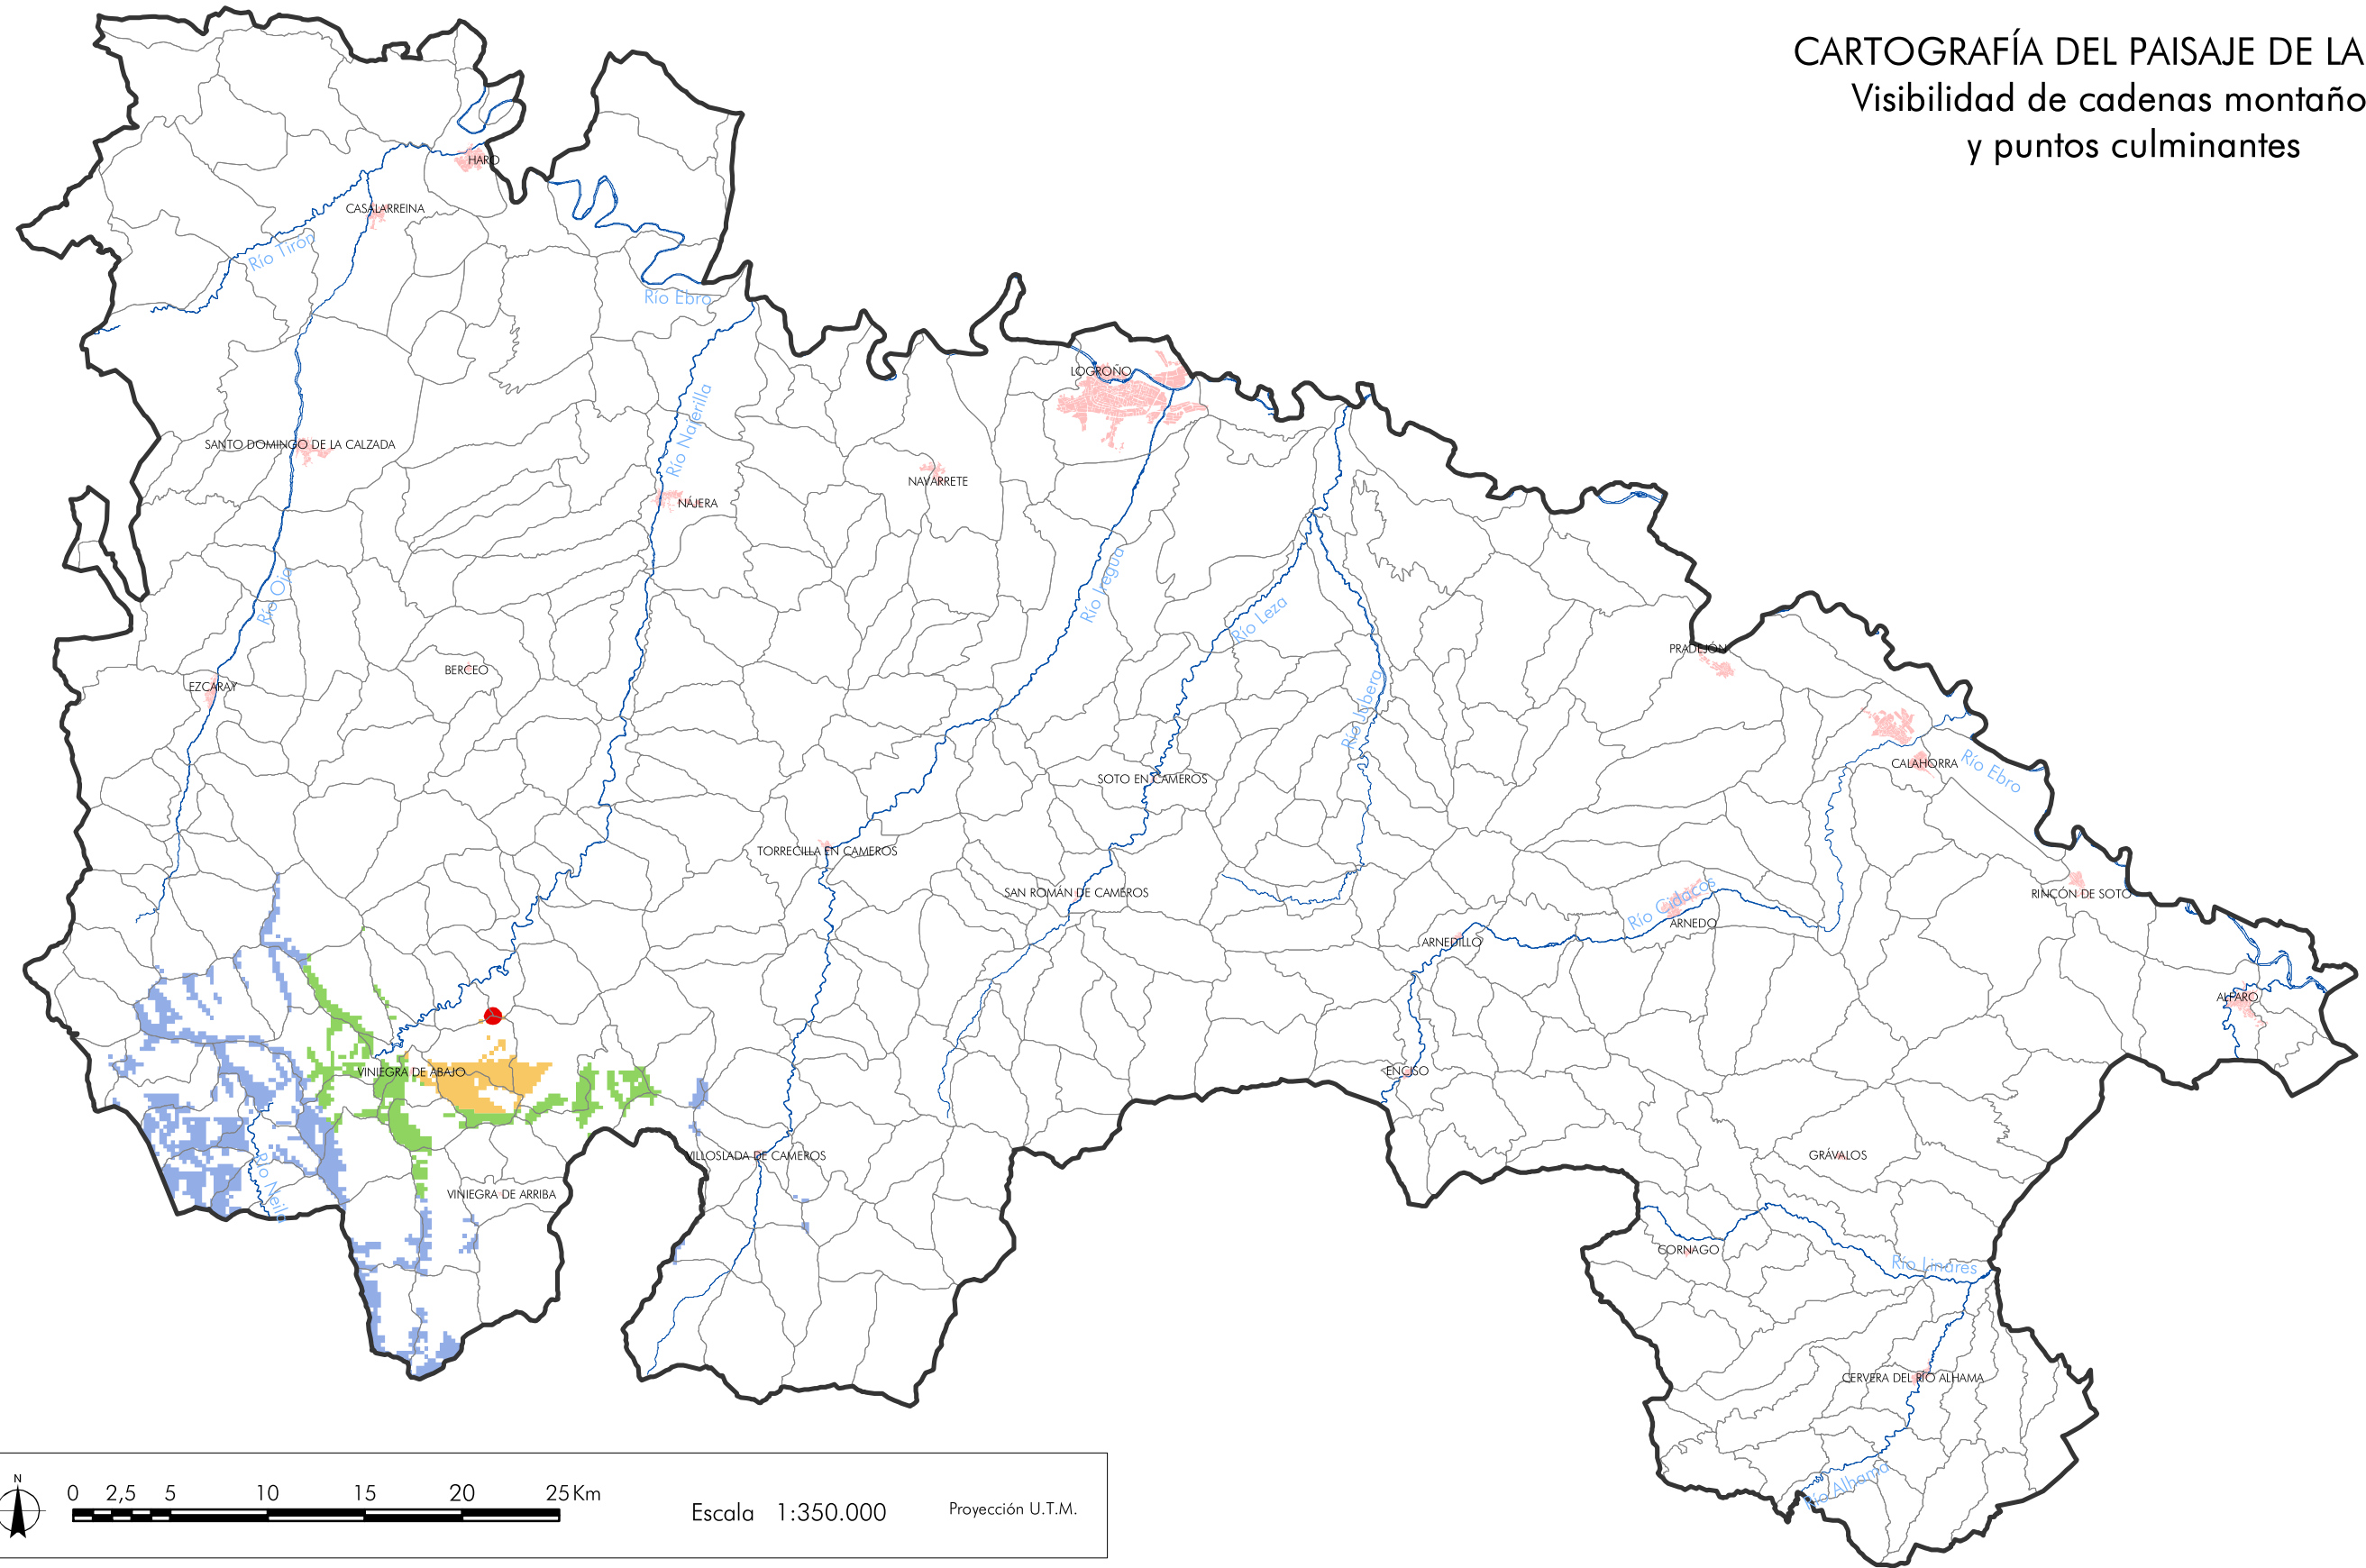 CARTOGRAFÍA DEL PAISAJE DE LA
Visibilidad de cadenas montaño
y puntos culminantes
HARO
CASALARREINA
Río Tirón
Río Ebro
LOGROÑO
Río Najerilla
SANTO DOMINGO DE LA CALZADA
NAVARRETE
NÁJERA
Río Oja
Río Iregua
Río Leza
PRADEJÓN
BERCEO
EZCARAY
Río Jubera
SOTO EN CAMEROS
CALAHORRA
Río Ebro
TORRECILLA EN CAMEROS
SAN ROMÁN DE CAMEROS
RINCÓN DE SOTO
Río Cidacos
ARNEDO
ARNEDILLO
ALFARO
VINIEGRA DE ABAJO
ENCISO
VILLOSLADA DE CAMEROS
GRÁVALOS
Río Neila
VINIEGRA DE ARRIBA
CORNAGO
Río Linares
CERVERA DEL RÍO ALHAMA
Río Alhama
N
0 2,5 5 10 15 20 25 Km
Escala 1:350.000
Proyección U.T.M.